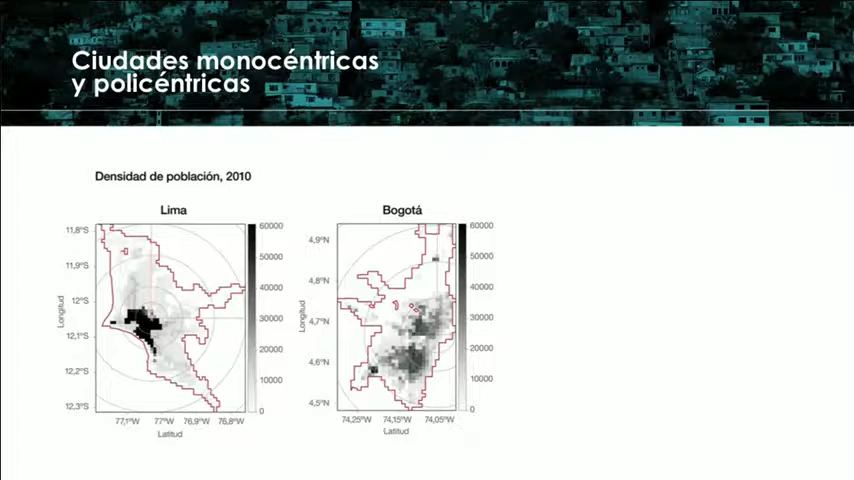 Ciudades monocéntricas
y policéntricas
Densidad de población, 2010
Lima
Bogotá
11,8°S
11,9°S
12°S
12,1°S
12,2°S
12,3°S
Longitud
77,1°W 77°W 76,9°W 76,8°W
Latitud
60000
50000
40000
30000
20000
10000
0
4,9°N
4,8°N
4,7°N
4,6°N
4,5°N
Longitud
74,25°W 74,15°W 74,05°W
Latitud
60000
50000
40000
30000
20000
10000
0